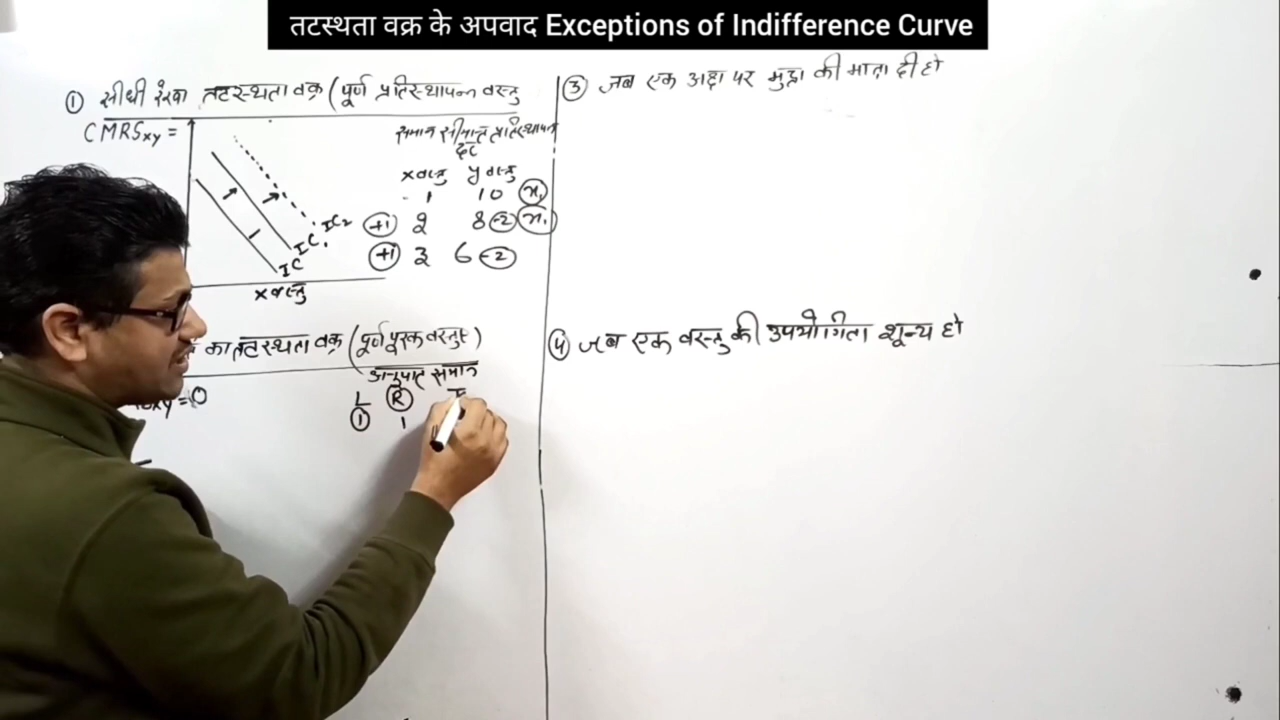 तटस्थता वक्र के अपवाद Exceptions of Indifference Curve
① सीधी रेखा तटस्थता वक्र (पूर्ण प्रतिस्थापन्न वस्तु
CMRSxy =
समान सीमान्त प्रतिस्थापन
दर
x वस्तु y वस्तु
1 10
+1 2 8 -2
+1 3 6 -2
IC
IC₁
IC₂
x वस्तु
का तटस्थता वक्र (पूर्ण पूरक वस्तुएं)
अनुपात समान
xy = 0
L R
1 1
③ जब एक अक्ष पर मुद्रा की मात्रा दी हो
④ जब एक वस्तु की उपयोगिता शून्य हो